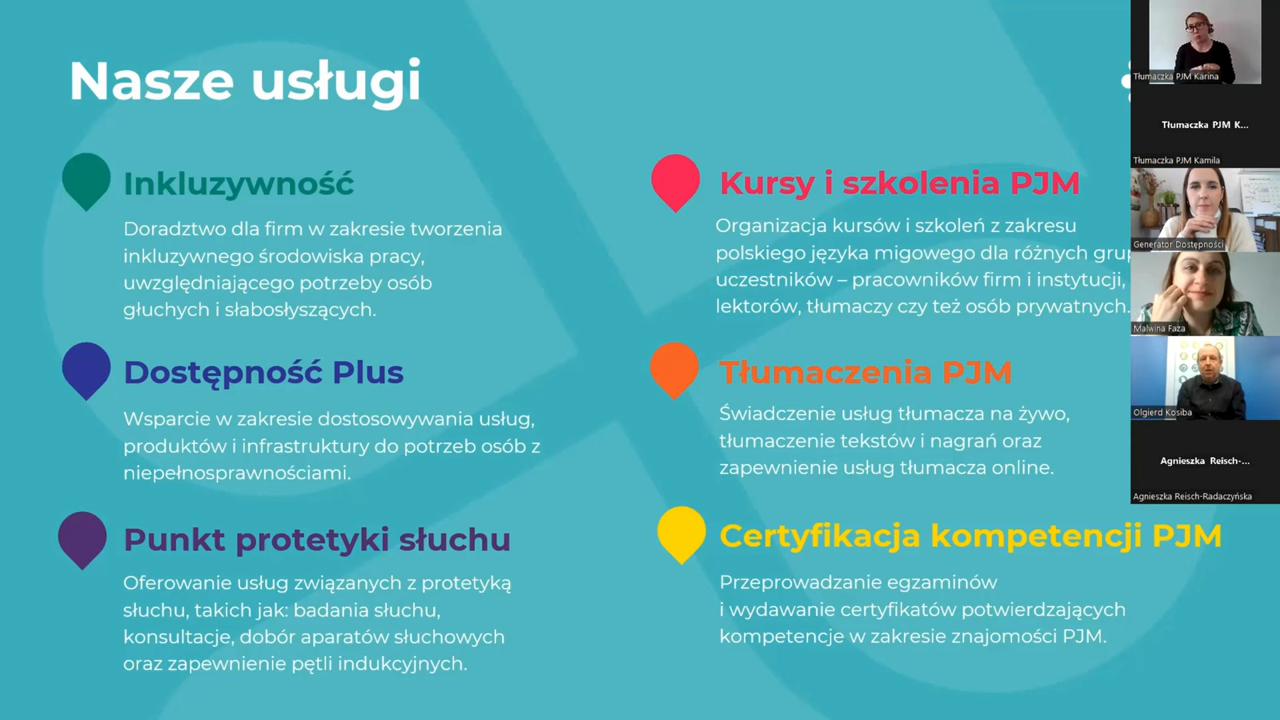 Nasze usługi
Inkluzywność
Doradztwo dla firm w zakresie tworzenia
inkluzywnego środowiska pracy,
uwzględniającego potrzeby osób
głuchych i słabosłyszących.
Dostępność Plus
Wsparcie w zakresie dostosowywania usług,
produktów i infrastruktury do potrzeb osób z
niepełnosprawnościami.
Punkt protetyki słuchu
Oferowanie usług związanych z protetyką
słuchu, takich jak: badania słuchu,
konsultacje, dobór aparatów słuchowych
oraz zapewnienie pętli indukcyjnych.
Kursy i szkolenia PJM
Organizacja kursów i szkoleń z zakresu
polskiego języka migowego dla różnych grup
uczestników – pracowników firm i instytucji,
lektorów, tłumaczy czy też osób prywatnych.
Tłumaczenia PJM
Świadczenie usług tłumacza na żywo,
tłumaczenie tekstów i nagrań oraz
zapewnienie usług tłumacza online.
Certyfikacja kompetencji PJM
Przeprowadzanie egzaminów
i wydawanie certyfikatów potwierdzających
kompetencje w zakresie znajomości PJM.
Tłumaczka PJM Karina
Tłumaczka PJM K...
Tłumaczka PJM Kamila
Generator Dostępności
Malwina Faza
Olgierd Kosiba
Agnieszka Reisch-...
Agnieszka Reisch-Radaczyńska